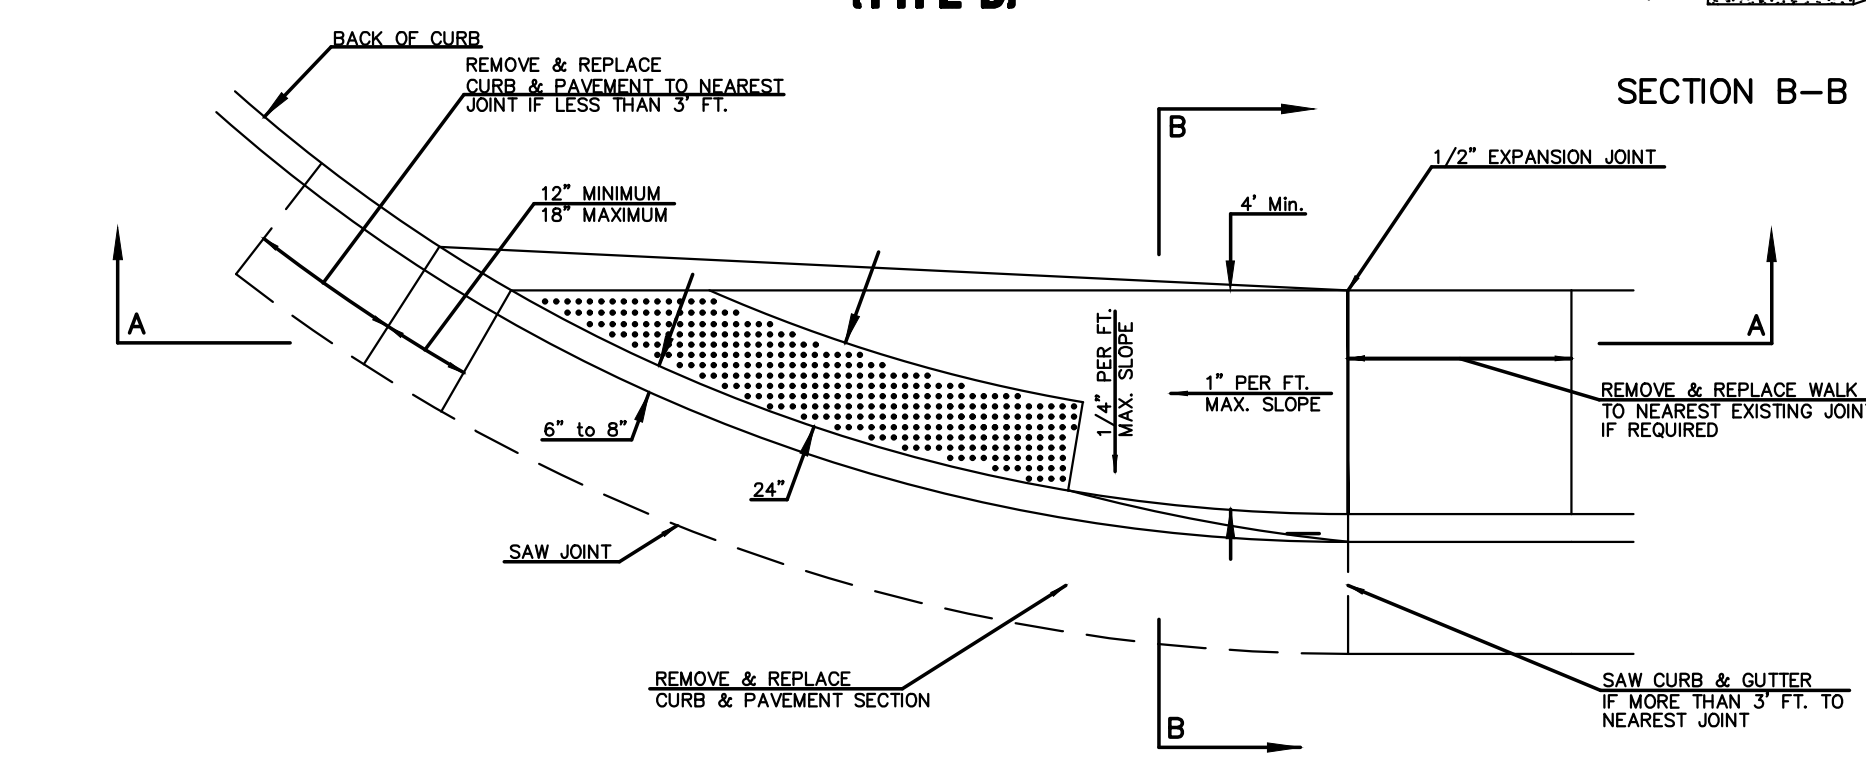 BACK OF CURB
REMOVE & REPLACE
CURB & PAVEMENT TO NEAREST
JOINT IF LESS THAN 3' FT.
SECTION B-B
B
1/2" EXPANSION JOINT
12" MINIMUM
18" MAXIMUM
4' Min.
A
A
1/4" PER FT.
MAX. SLOPE
1" PER FT.
MAX. SLOPE
REMOVE & REPLACE WALK
TO NEAREST EXISTING JOINT
IF REQUIRED
6" to 8"
24"
SAW JOINT
REMOVE & REPLACE
CURB & PAVEMENT SECTION
SAW CURB & GUTTER
IF MORE THAN 3' FT. TO
NEAREST JOINT
B